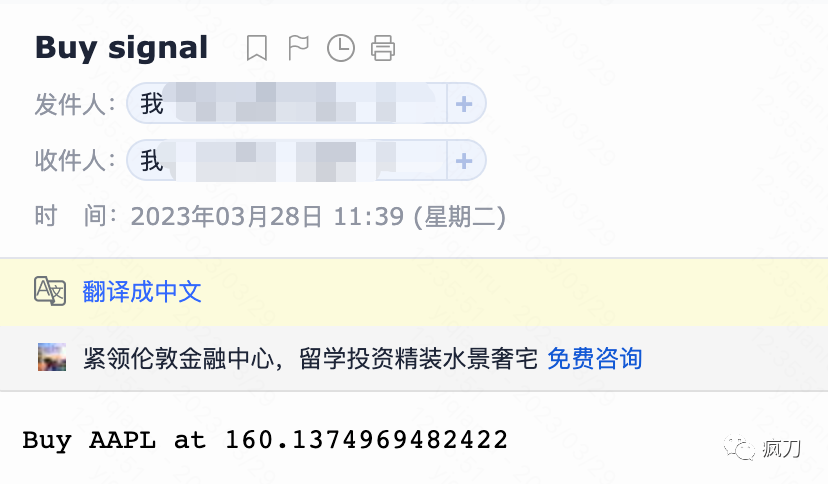 Buy signal
发件人：我
收件人：我
时 间：2023年03月28日 11:39 (星期二)
翻译成中文
紧领伦敦金融中心，留学投资精装水景奢宅 免费咨询
Buy AAPL at 160.1374969482422
疯刀